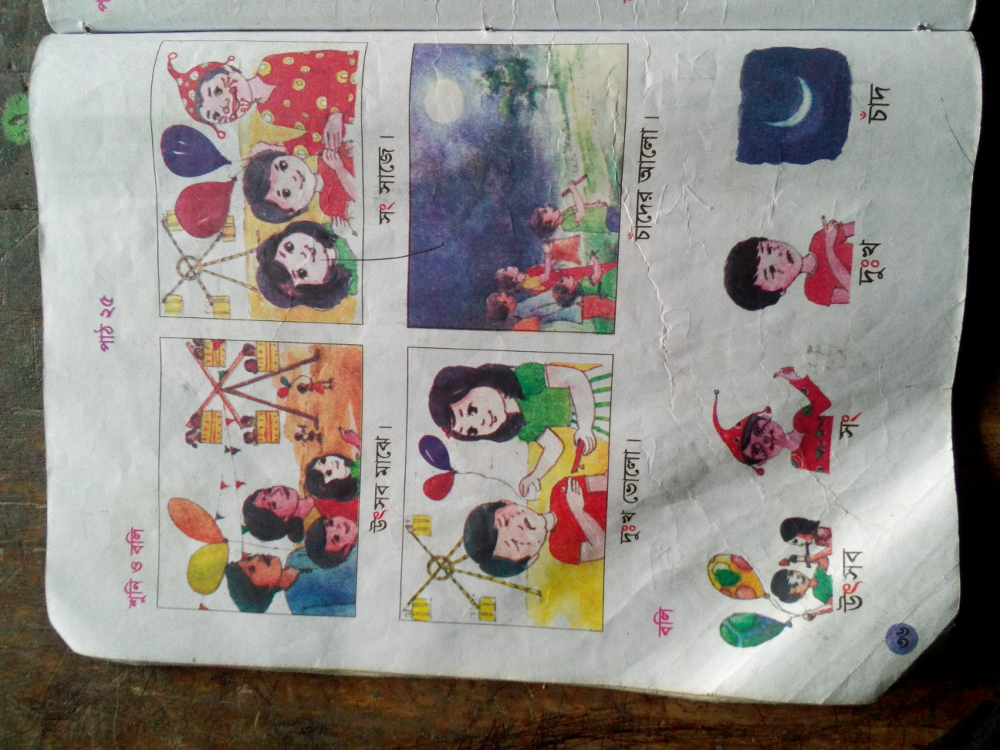 পাঠ ২৫
শুনি ও বলি
উৎসব মাঝে।
সং সাজে।
দুঃখ ভোলো।
চাঁদের আলো।
বলি
উৎসব
সং
দুঃখ
চাঁদ
৩৬